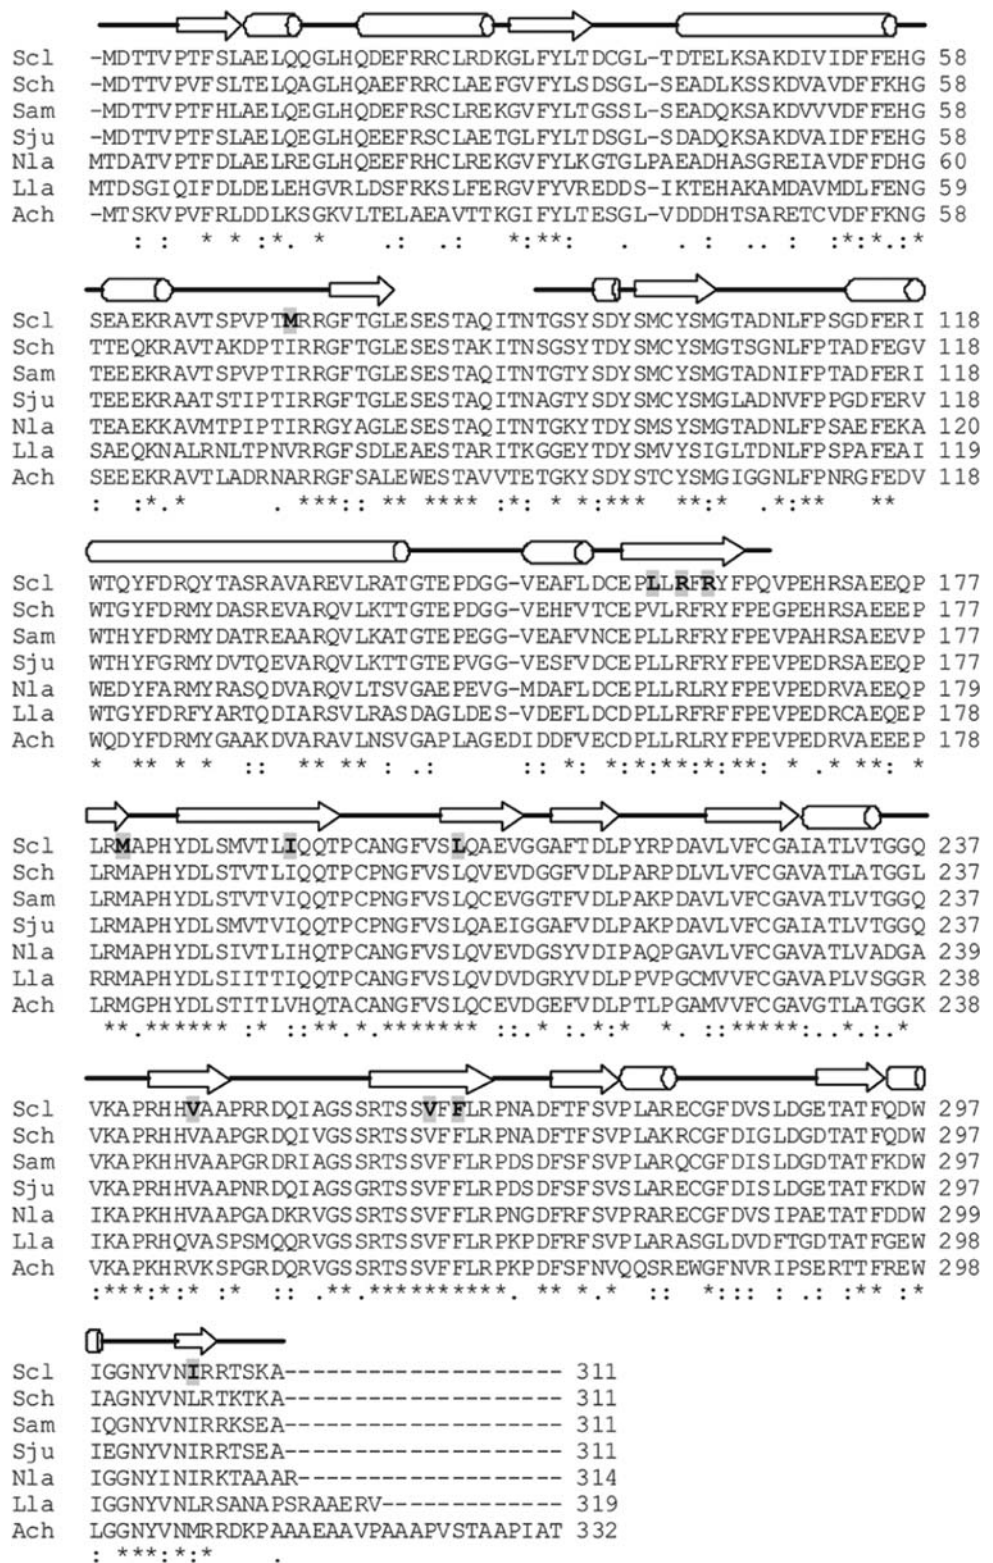 Scl -MDTTVPTFSLAELQQGLHQDEFRRCLRDKGLFYLTDCGL-TDTELKSAKDIVIDFFEHG 58
Sch -MDTTVPVFSLTELQAGLHQAEFRRCLAEFGVFYLSDSGL-SEADLKSSKDVAVDFFKHG 58
Sam -MDTTVPTFHLAELQEGLHQDEFRSCLREKGLFYLTGSSL-SEADQKSAKDVVVDFFEHG 58
Sju -MDTTVPTFSLAELQEGLHQEEFRSCLAETGLFYLTDSGL-SDADQKSAKDVAIDFFEHG 58
Nla MTDATVPTFDLAELREGLHQEEFRHCLREKGVFYLKGTGLPAEADHASGREIAVDFFDHG 60
Lla MTDSGIQIFDLDELEHGVRLDSFRKSLFERGVFYVREDDS-IKTEHAKAMDAVMDLFENG 59
Ach -MTSKVPVFRLDDLKSGKVLTELAEAVTTKGIFYLTESGL-VDDDHTSARETCVDFFKNG 58
: : * * :*. * .: .: *:**: . : .. : :*:*.:*
Scl SEAEKRAVTSPVPTMRRGFTGLESESTAQITNTGSYSDYSMCYSMGTADNLFPSGDFERI 118
Sch TTEQKRAVTAKDPTIRRGFTGLESESTAKITNSGSYTDYSMCYSMGTSGNLFPTADFEGV 118
Sam TEEEKRAVTSPVPTIRRGFTGLESESTAQITNTGTYSDYSMCYSMGTADNIFPTADFERI 118
Sju TEEEKRAATSTIPTIRRGFTGLESESTAQITNAGTYSDYSMCYSMGLADNVFPPGDFERV 118
Nla TEAEKKAVMTPIPTIRRGYAGLESESTAQITNTGKYTDYSMSYSMGTADNLFPSAEFEKA 120
Lla SAEQKNALRNLTPNVRRGFSDLEAESTARITKGGEYTDYSMVYSIGLTDNLFPSPAFEAI 119
Ach SEEEKRAVTLADRNARRGFSALEWESTAVVTETGKYSDYSTCYSMGIGGNLFPNRGFEDV 118
: :*.* . ***:: ** **** :*: * *:*** **:* .*:** **
Scl WTQYFDRQYTASRAVAREVLRATGTEPDGG-VEAFLDCEPLLRFRYFPQVPEHRSAEEQP 177
Sch WTGYFDRMYDASREVARQVLKTTGTEPDGG-VEHFVTCEPVLRFRYFPEGPEHRSAEEEP 177
Sam WTHYFDRMYDATREAARQVLKATGTEPEGG-VEAFVNCEPLLRFRYFPEVPAHRSAEEVP 177
Sju WTHYFGRMYDVTQEVARQVLKTTGTEPVGG-VESFVDCEPLLRFRYFPEVPEDRSAEEQP 177
Nla WEDYFARMYRASQDVARQVLTSVGAEPEVG-MDAFLDCEPLLRLRYFPEVPEDRVAEEQP 179
Lla WTGYFDRFYARTQDIARSVLRASDAGLDES-VDEFLDCDPLLRFRFFPEVPEDRCAEQEP 178
Ach WQDYFDRMYGAAKDVARAVLNSVGAPLAGEDIDDFVECDPLLRLRYFPEVPEDRVAEEEP 178
* ** * * :: ** ** : .: :: *: *:*:**:*:**: * .* **: *
Scl LRMAPHYDLSMVTLIQQTPCANGFVSLQAEVGGAFTDLPYRPDAVLVFCGAIATLVTGGQ 237
Sch LRMAPHYDLSTVTLIQQTPCPNGFVSLQVEVDGGFVDLPARPDLVLVFCGAVATLATGGL 237
Sam LRMAPHYDLSTVTVIQQTPCPNGFVSLQCEVGGTFVDLPAKPDAVLVFCGAVATLVTGGQ 237
Sju LRMAPHYDLSMVTVIQQTPCPNGFVSLQAEIGGAFVDLPAKPDAVLVFCGAIATLVTGGQ 237
Nla LRMAPHYDLSIVTLIHQTPCANGFVSLQVEVDGSYVDIPAQPGAVLVFCGAVATLVADGA 239
Lla RRMAPHYDLSIITTIQQTPCANGFVSLQVDVDGRYVDLPPVPGCMVVFCGAVAPLVSGGR 238
Ach LRMGPHYDLSTITLVHQTACANGFVSLQCEVDGEFVDLPTLPGAMVVFCGAVGTLATGGK 238
**.****** :* ::**.*.******* ::.* :.*:* *. ::*****:..*.:.*
Scl VKAPRHHVAAPRRDQIAGSSRTSSVFFLRPNADFTFSVPLARECGFDVSLDGETATFQDW 297
Sch VKAPRHHVAAPGRDQIVGSSRTSSVFFLRPNADFTFSVPLAKRCGFDIGLDGDTATFQDW 297
Sam VKAPKHHVAAPGRDRIAGSSRTSSVFFLRPDSDFSFSVPLARQCGFDISLDGDTATFKDW 297
Sju VKAPRHHVAAPNRDQIAGSGRTSSVFFLRPDSDFSFSVSLARECGFDISLDGETATFKDW 297
Nla IKAPKHHVAAPGADKRVGSSRTSSVFFLRPNGDFRFSVPRARECGFDVSIPAETATFDDW 299
Lla IKAPRHQVASPSMQQRVGSSRTSSVFFLRPKPDFRFSVPLARASGLDVDFTGDTATFGEW 298
Ach VKAPKHRVKSPGRDQRVGSSRTSSVFFLRPKPDFSFNVQQSREWGFNVRIPSERTTFREW 298
:***:*:* :* :: .**.**********. ** *.* :: *::: : .: :** :*
Scl IGGNYVNIRRTSKA-------------------- 311
Sch IAGNYVNLRTKTKA-------------------- 311
Sam IQGNYVNIRRKSEA-------------------- 311
Sju IEGNYVNIRRTSEA-------------------- 311
Nla IGGNYINIRKTAAAR------------------- 314
Lla IGGNYVNLRSANAPSRAAERV------------- 319
Ach LGGNYVNMRRDKPAAAEAAVPAAAPVSTAAPIAT 332
: ***:*:* .